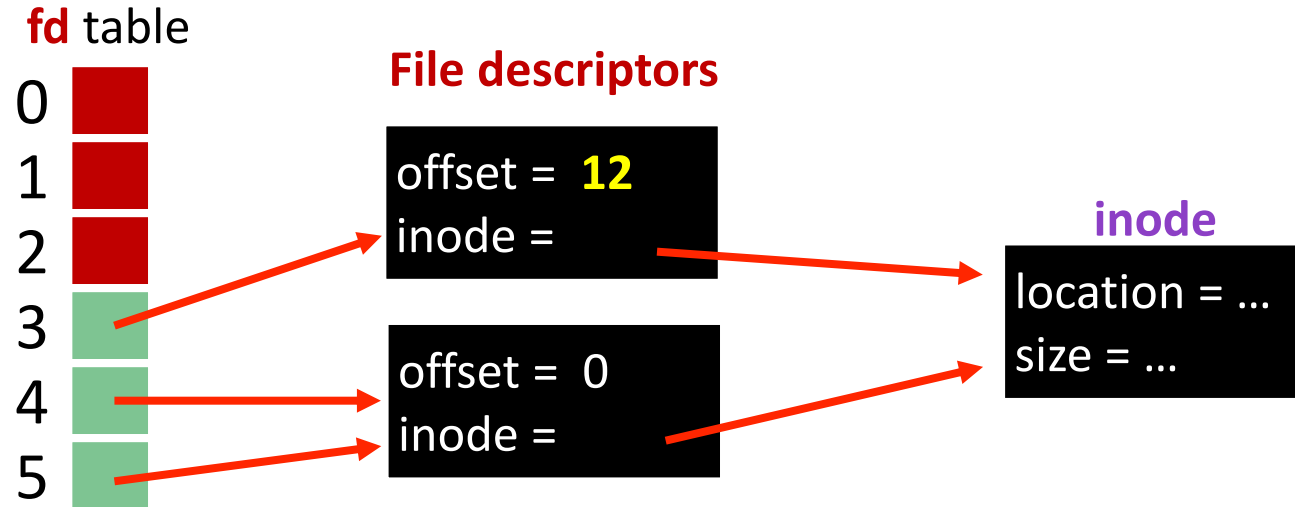 fd table
0
1
2
3
4
5
File descriptors
offset = 12
inode =
offset = 0
inode =
inode
location = ...
size = ...